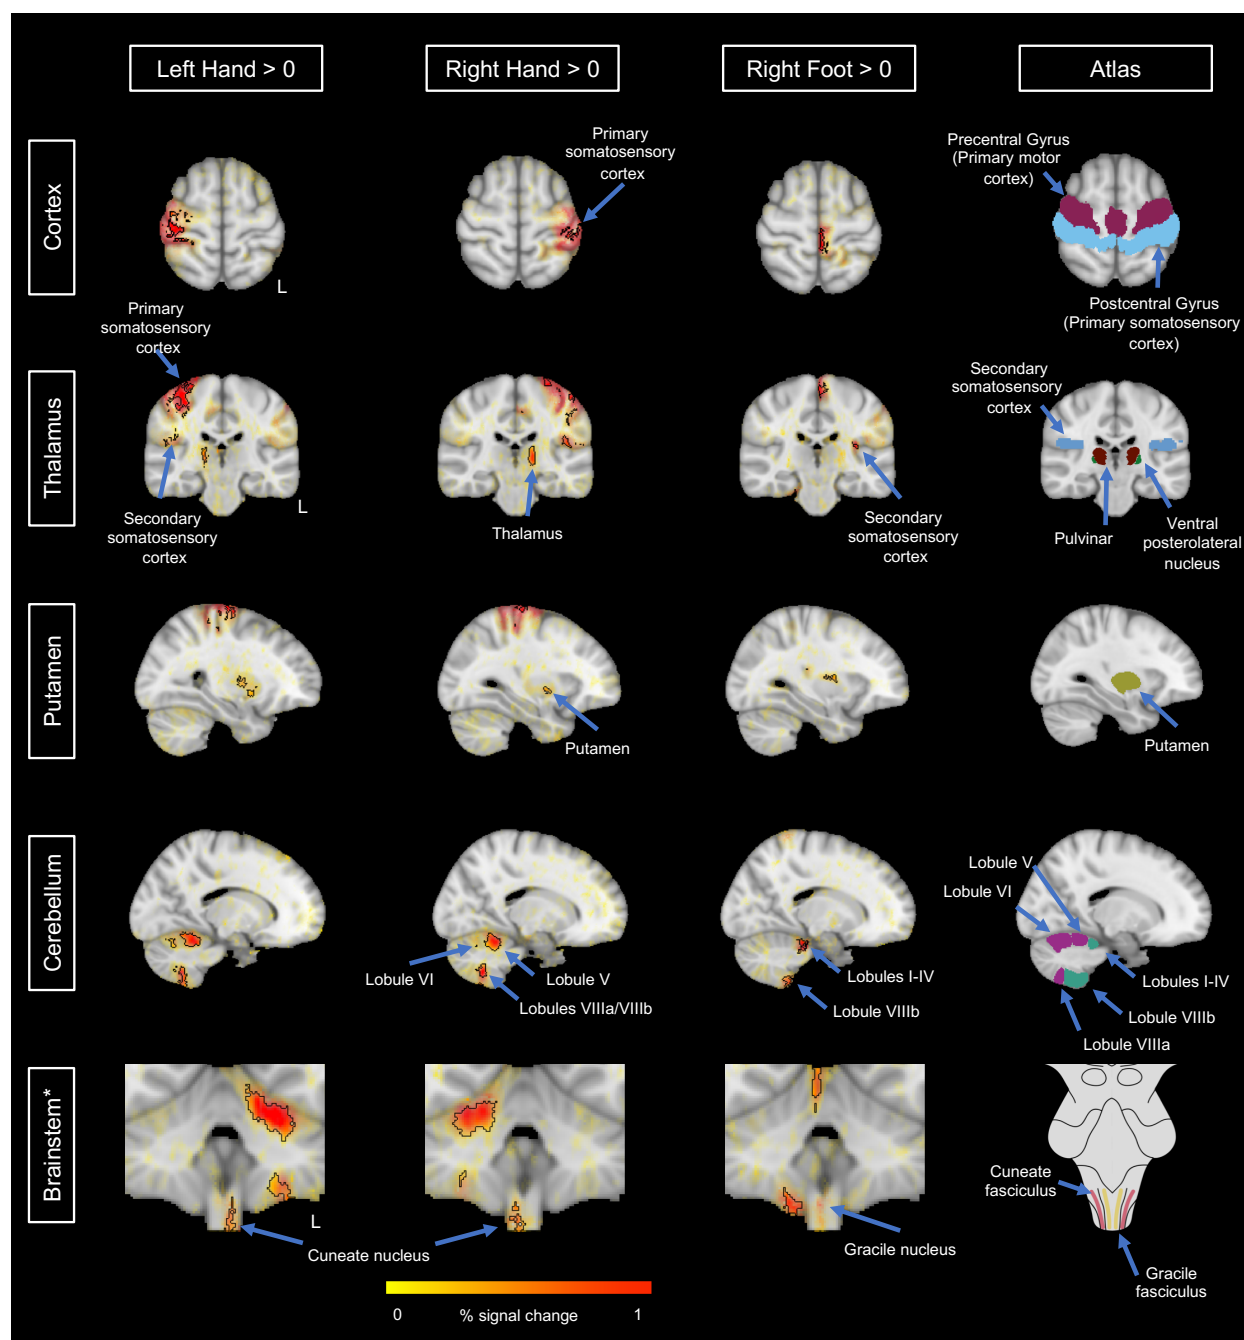 Left Hand > 0
Right Hand > 0
Right Foot > 0
Atlas
Cortex
Primary
somatosensory
cortex
Precentral Gyrus
(Primary motor
cortex)
L
Postcentral Gyrus
(Primary somatosensory
cortex)
Primary
somatosensory
cortex
Thalamus
Secondary
somatosensory
cortex
L
Secondary
somatosensory
cortex
Thalamus
Secondary
somatosensory
cortex
Pulvinar
Ventral
posterolateral
nucleus
Putamen
Putamen
Putamen
Cerebellum
Lobule V
Lobule VI
Lobule VI
Lobule V
Lobules VIIIa/VIIIb
Lobules I-IV
Lobule VIIIb
Lobules I-IV
Lobule VIIIb
Lobule VIIIa
Brainstem*
L
Cuneate nucleus
Gracile nucleus
Cuneate
fasciculus
Gracile
fasciculus
0
% signal change
1